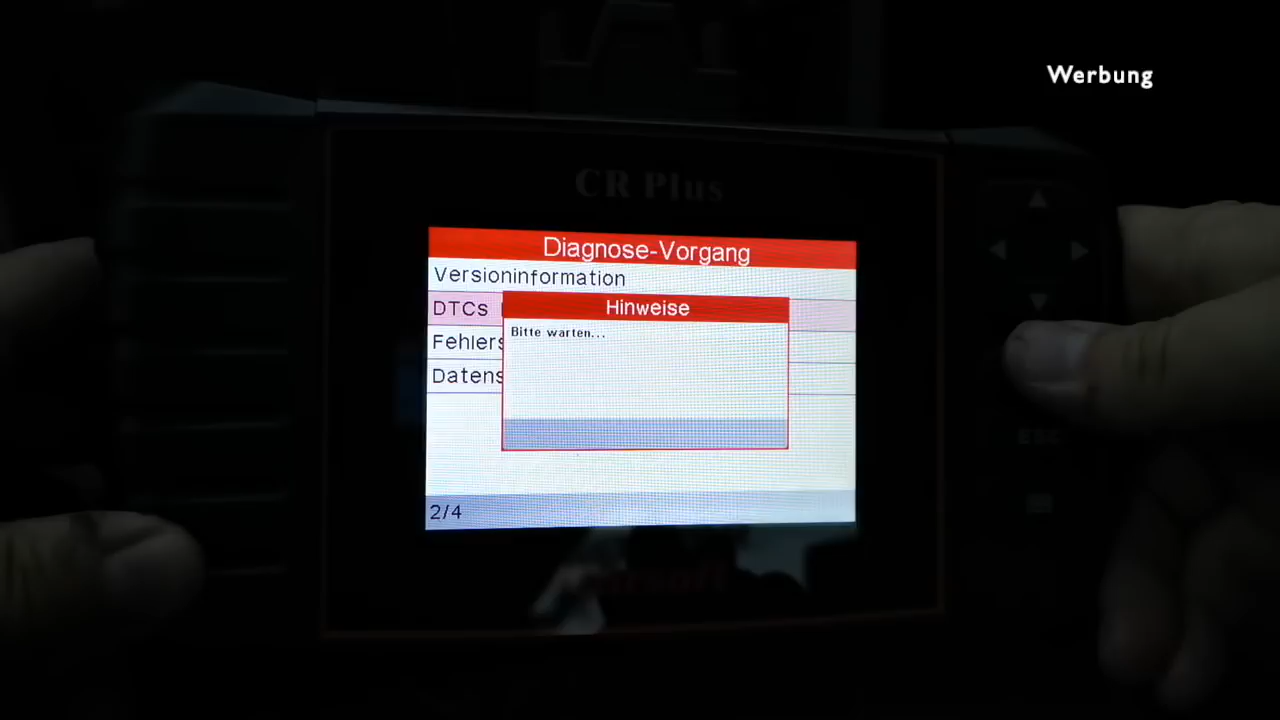 Werbung
CR Plus
Diagnose-Vorgang
Versioninformation
DTCs
Hinweise
Fehlers
Bitte warten...
Datens
2/4
ESC